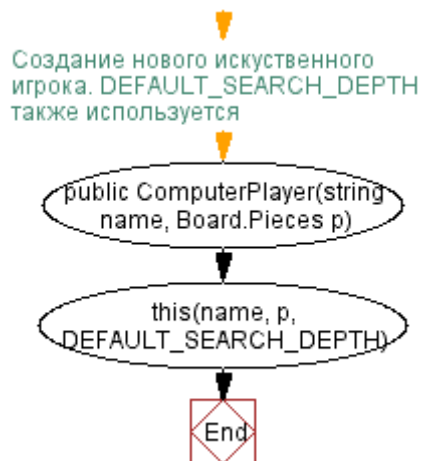 Создание нового искуственного
игрока. DEFAULT_SEARCH_DEPTH
также используется
public ComputerPlayer(string
name, Board.Pieces p)
this(name, p,
DEFAULT_SEARCH_DEPTH)
End